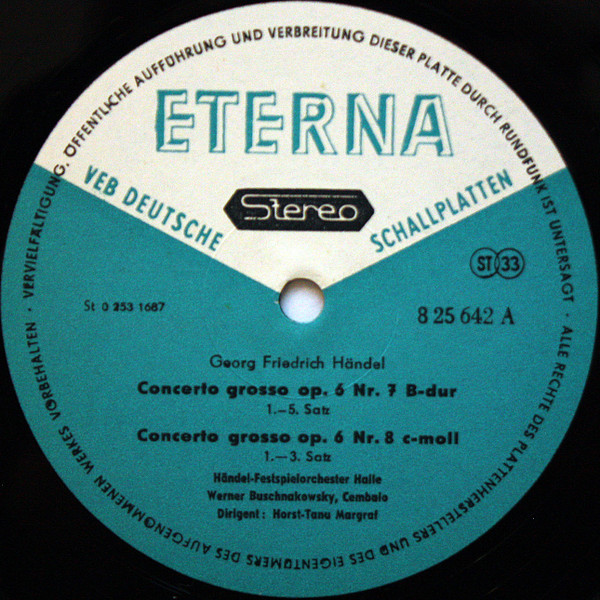 ALLE RECHTE DES PLATTENHERSTELLERS UND DES EIGENTÜMERS DES AUFGENOMMENEN WERKES VORBEHALTEN · VERVIELFÄLTIGUNG, ÖFFENTLICHE AUFFÜHRUNG UND VERBREITUNG DIESER PLATTE DURCH RUNDFUNK IST UNTERSAGT ·
ETERNA
VEB DEUTSCHE SCHALLPLATTEN
Stereo
ST 33
St 0 253 1687
8 25 642 A
Georg Friedrich Händel
Concerto grosso op. 6 Nr. 7 B-dur
1.–5. Satz
Concerto grosso op. 6 Nr. 8 c-moll
1.—3. Satz
Händel-Festspielorchester Halle
Werner Buschnakowsky, Cembalo
Dirigent: Horst-Tanu Margraf